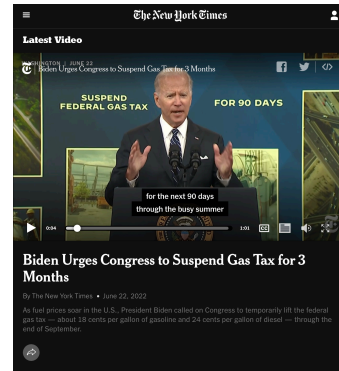 The New York Times
Latest Video
WASHINGTON | JUNE 22
Biden Urges Congress to Suspend Gas Tax for 3 Months
SUSPEND
FEDERAL GAS TAX
FOR 90 DAYS
for the next 90 days
through the busy summer
0:04
1:01
CC
Biden Urges Congress to Suspend Gas Tax for 3
Months
By The New York Times • June 22, 2022
As fuel prices soar in the U.S., President Biden called on Congress to temporarily lift the federal
gas tax — about 18 cents per gallon of gasoline and 24 cents per gallon of diesel — through the
end of September.